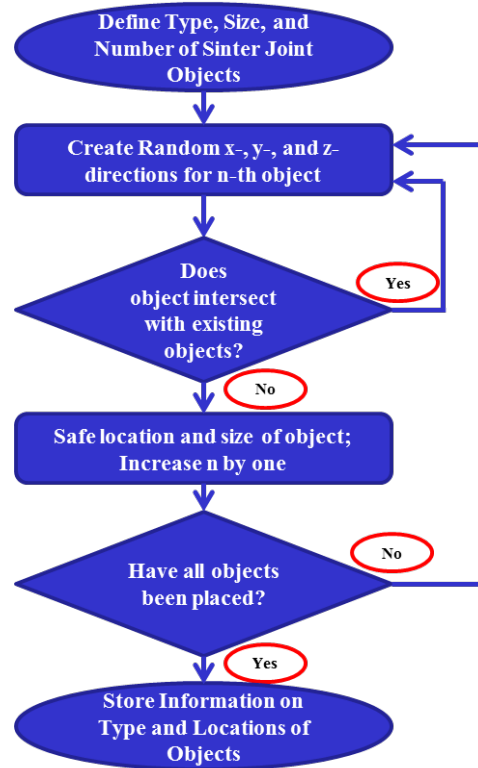 Define Type, Size, and
Number of Sinter Joint
Objects
Create Random x-, y-, and z-
directions for n-th object
Does
object intersect
with existing
objects?
Yes
No
Safe location and size of object;
Increase n by one
Have all objects
been placed?
No
Yes
Store Information on
Type and Locations of
Objects